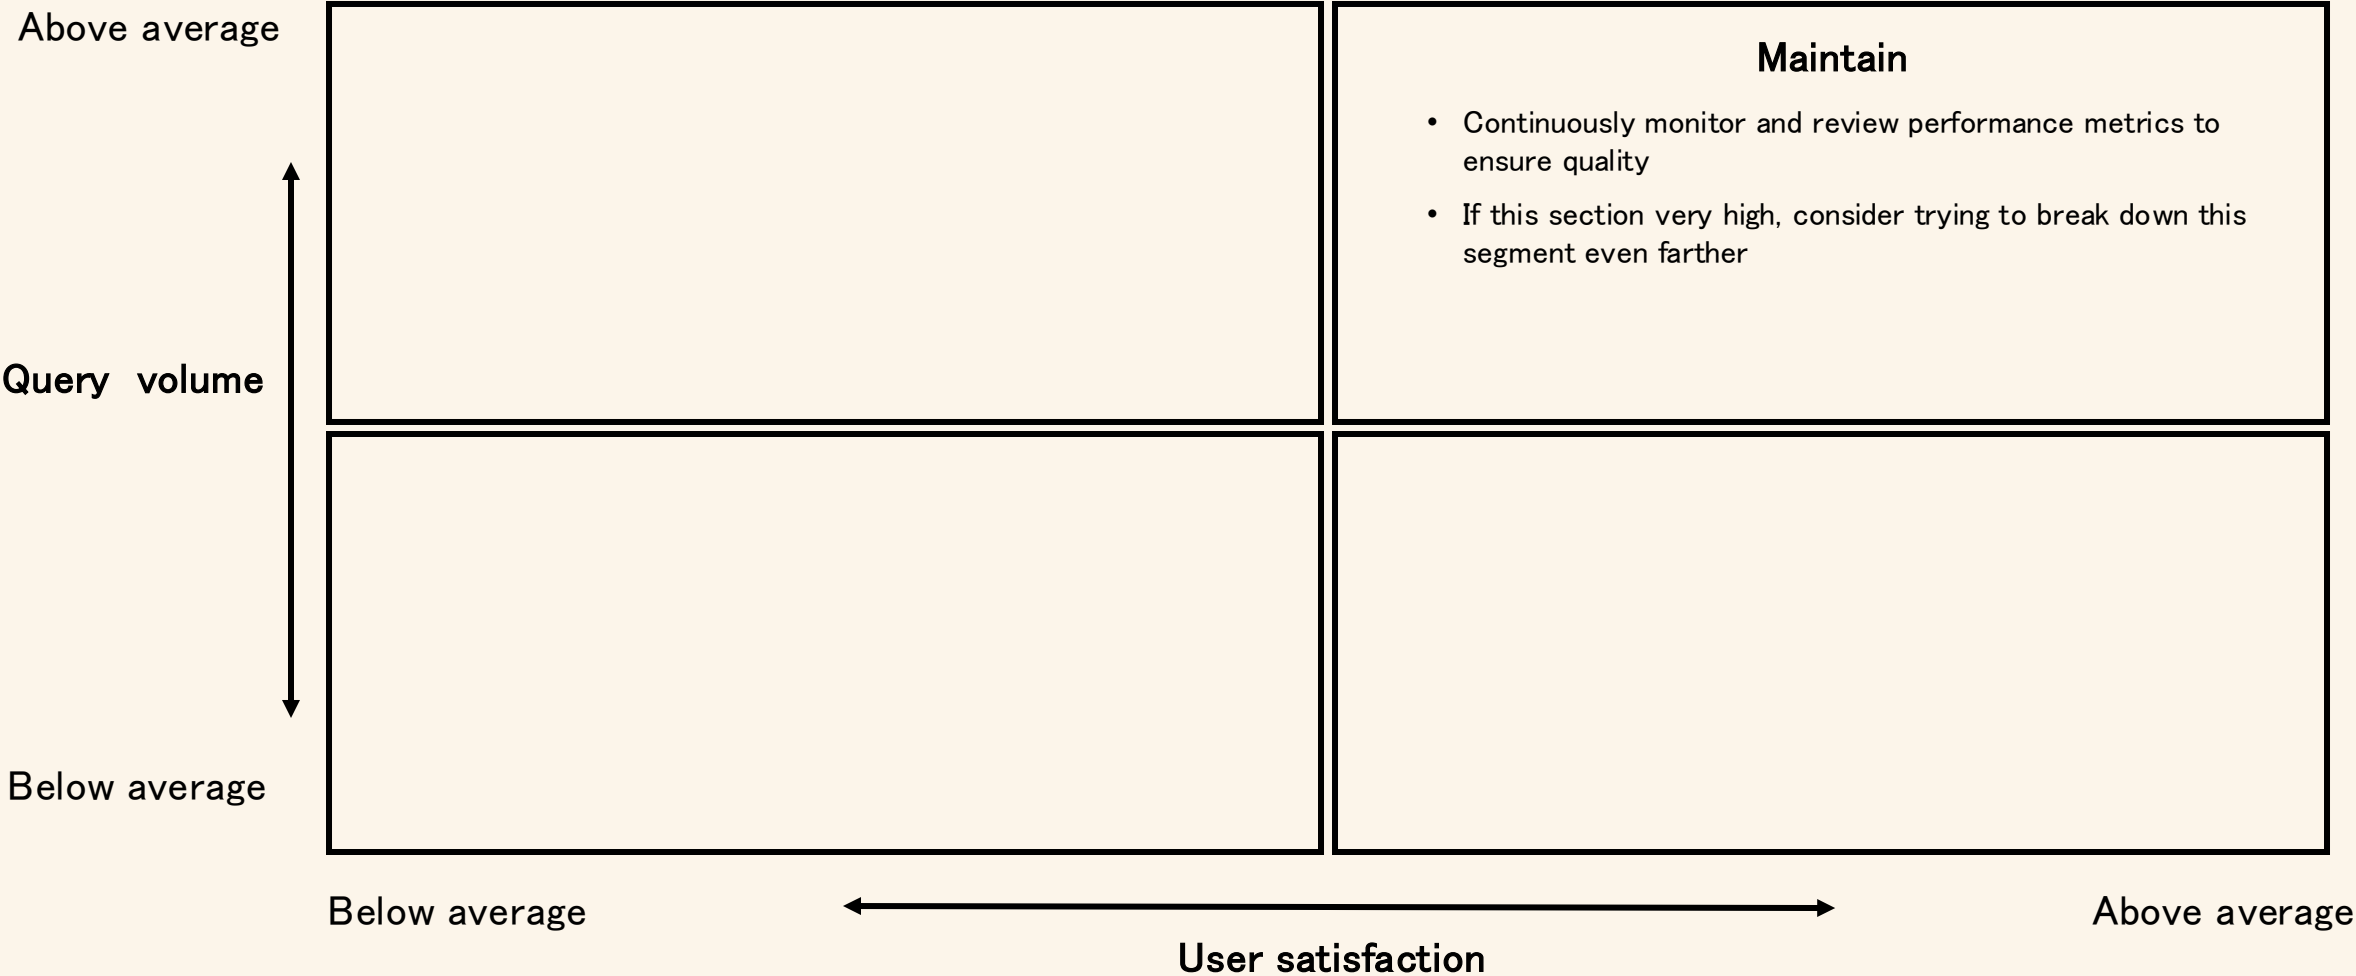 Above average
Maintain
• Continuously monitor and review performance metrics to
ensure quality
• If this section very high, consider trying to break down this
segment even farther
Query volume
Below average
Below average
Above average
User satisfaction